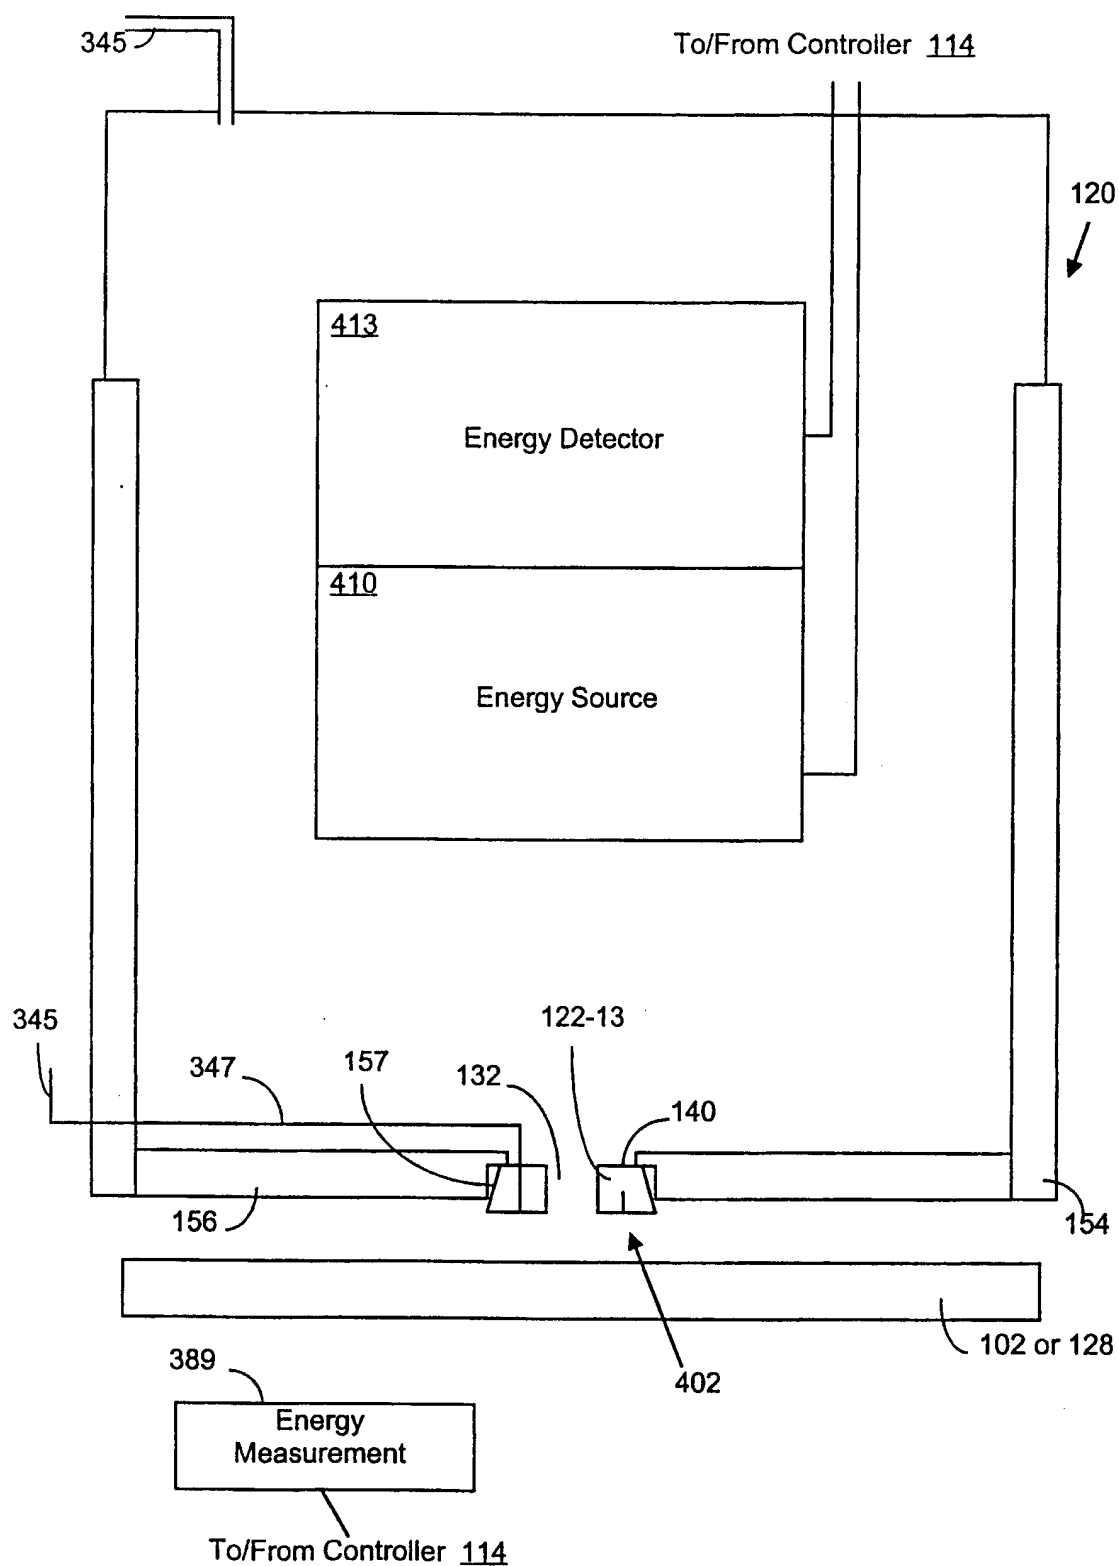 345
To/From Controller 114
120
413
Energy Detector
410
Energy Source
345
347
157
132
122-13
140
156
154
102 or 128
402
389
Energy
Measurement
To/From Controller 114